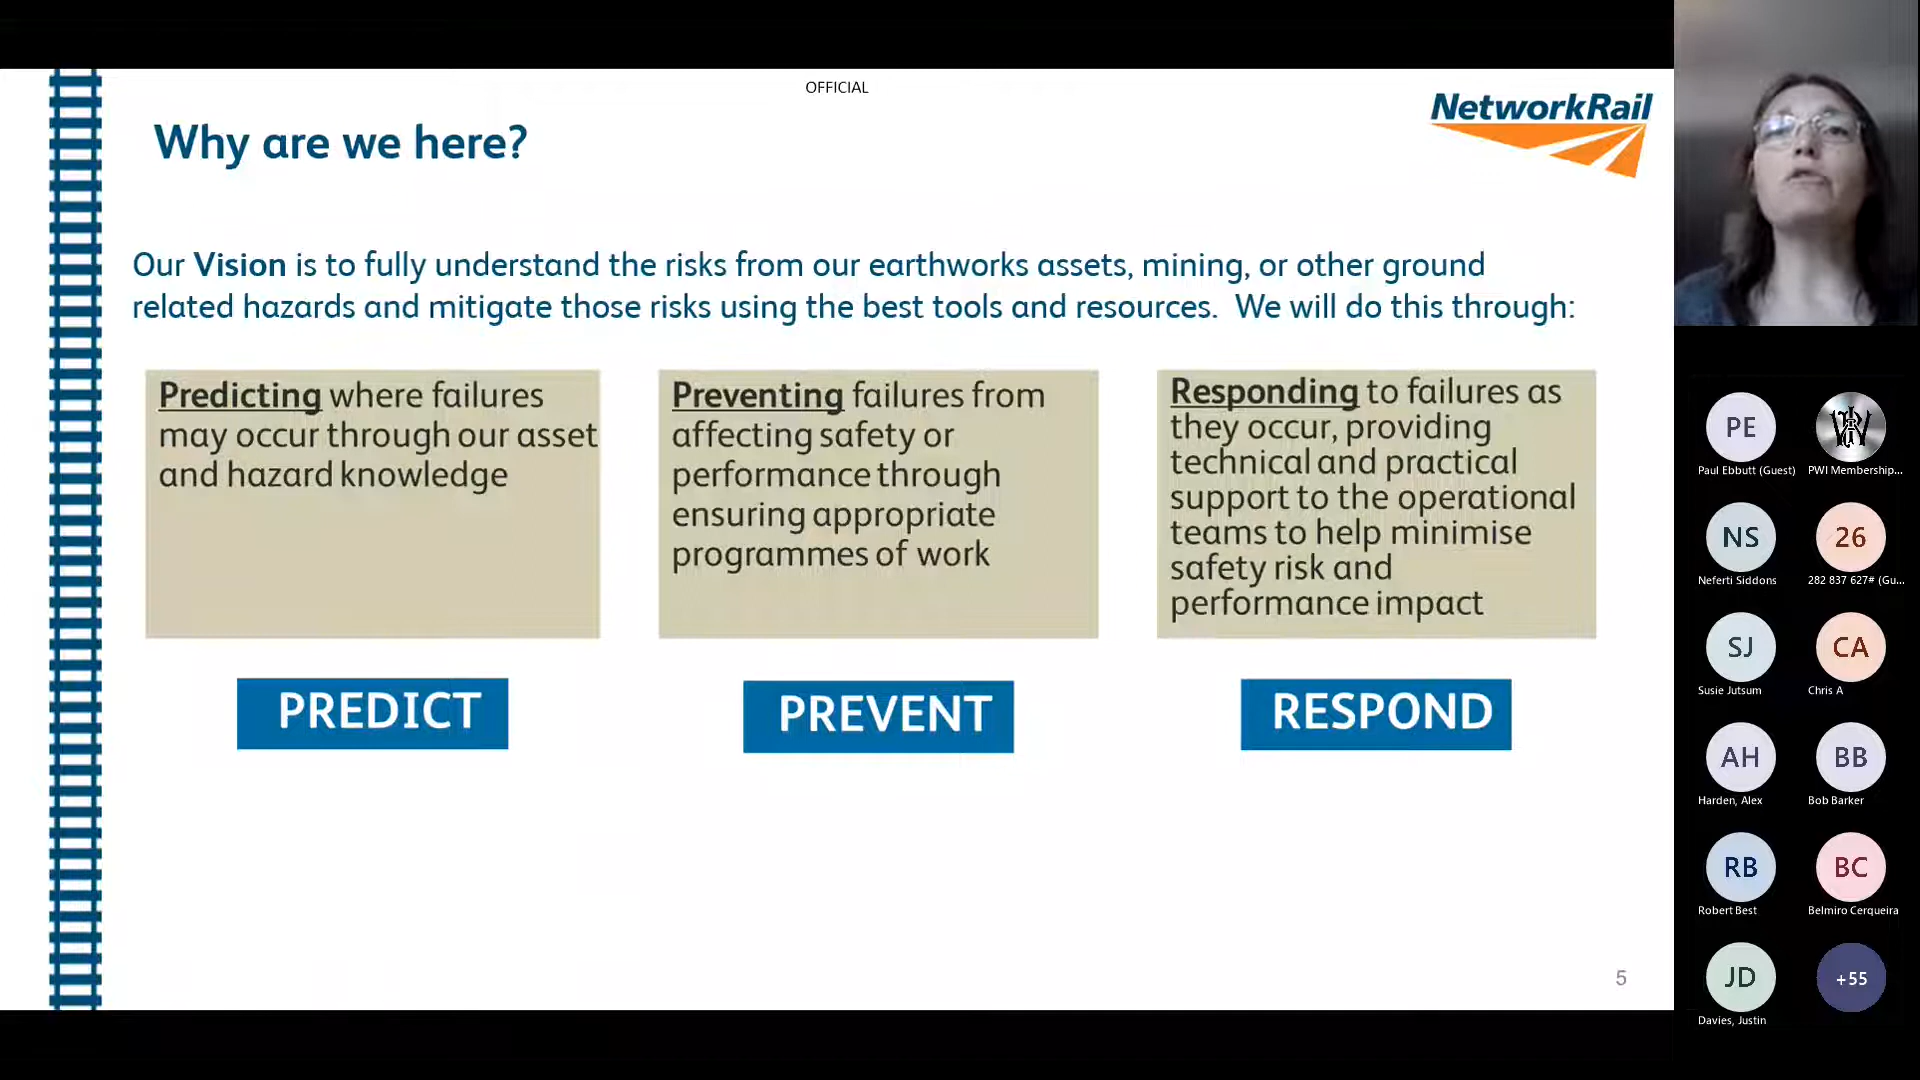 OFFICIAL
NetworkRail
Why are we here?
Our Vision is to fully understand the risks from our earthworks assets, mining, or other ground
related hazards and mitigate those risks using the best tools and resources.  We will do this through:
Predicting where failures
may occur through our asset
and hazard knowledge
Preventing failures from
affecting safety or
performance through
ensuring appropriate
programmes of work
Responding to failures as
they occur, providing
technical and practical
support to the operational
teams to help minimise
safety risk and
performance impact
PREDICT
PREVENT
RESPOND
5
PE
Paul Ebbutt (Guest)
PWI Membership...
NS
Neferti Siddons
26
282 837 627# (Gu...
SJ
Susie Jutsum
CA
Chris A
AH
Harden, Alex
BB
Bob Barker
RB
Robert Best
BC
Belmiro Cerqueira
JD
Davies, Justin
+55